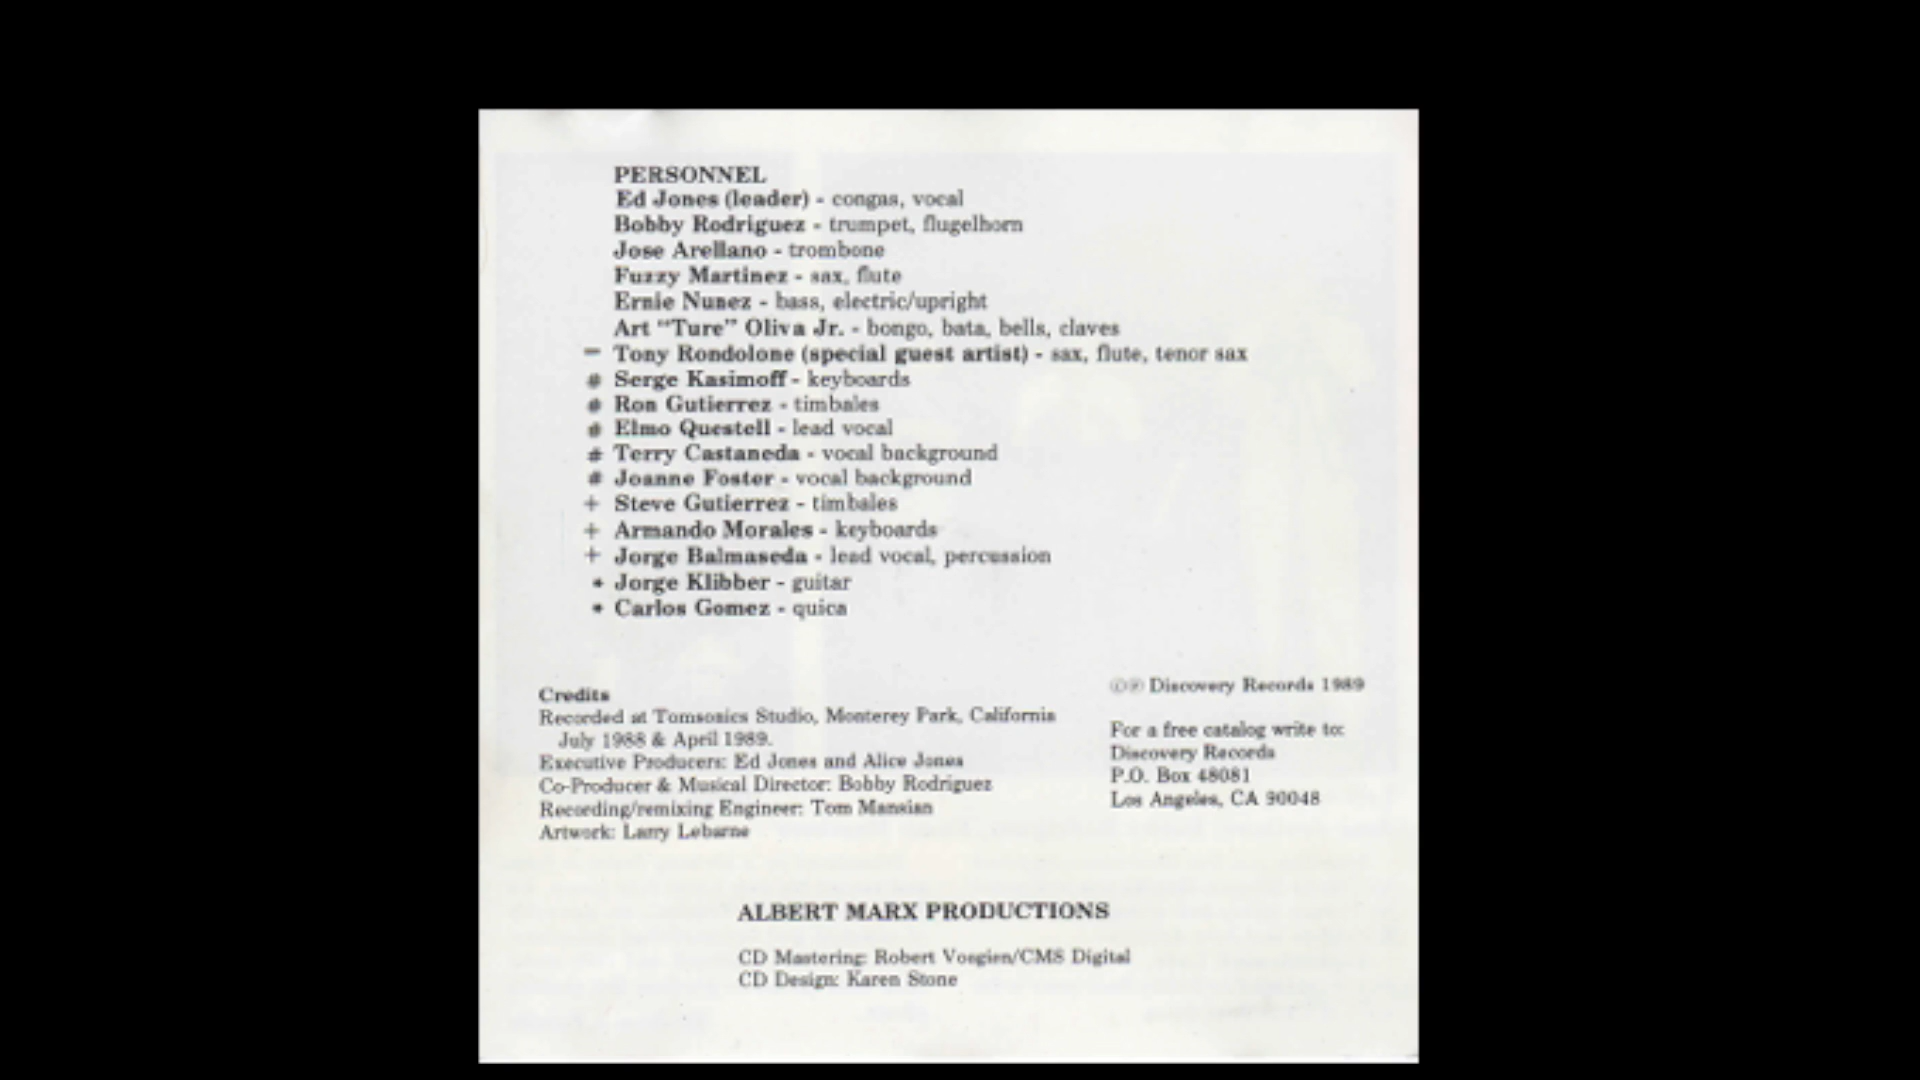 PERSONNEL
Ed Jones (leader) - congas, vocal
Bobby Rodriguez - trumpet, flugelhorn
Jose Arellano - trombone
Fuzzy Martinez - sax, flute
Ernie Nunez - bass, electric/upright
Art "Ture" Oliva Jr. - bongo, bata, bells, claves
– Tony Rondolone (special guest artist) - sax, flute, tenor sax
# Serge Kasimoff - keyboards
# Ron Gutierrez - timbales
# Elmo Questell - lead vocal
# Terry Castaneda - vocal background
# Joanne Foster - vocal background
+ Steve Gutierrez - timbales
+ Armando Morales - keyboards
+ Jorge Balmaseda - lead vocal, percussion
* Jorge Klibber - guitar
* Carlos Gomez - quica
Credits
Recorded at Tomsonics Studio, Monterey Park, California
July 1988 & April 1989.
Executive Producers: Ed Jones and Alice Jones
Co-Producer & Musical Director: Bobby Rodriguez
Recording/remixing Engineer: Tom Mansian
Artwork: Larry Lebarne
©℗ Discovery Records 1989
For a free catalog write to:
Discovery Records
P.O. Box 48081
Los Angeles, CA 90048
ALBERT MARX PRODUCTIONS
CD Mastering: Robert Vosgien/CMS Digital
CD Design: Karen Stone